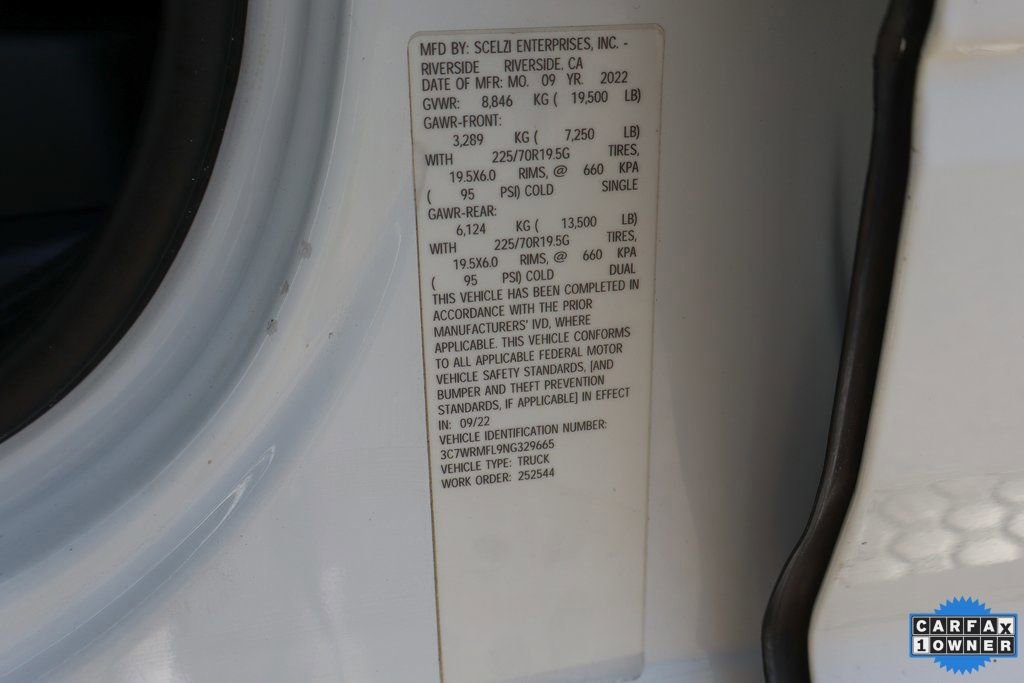 MFD BY: SCELZI ENTERPRISES, INC. -
RIVERSIDE RIVERSIDE, CA
DATE OF MFR: MO. 09 YR. 2022
GVWR: 8,846 KG ( 19,500 LB)
GAWR-FRONT:
3,289 KG ( 7,250 LB)
WITH 225/70R19.5G TIRES,
19.5X6.0 RIMS, @ 660 KPA
( 95 PSI) COLD SINGLE
GAWR-REAR:
6,124 KG ( 13,500 LB)
WITH 225/70R19.5G TIRES,
19.5X6.0 RIMS, @ 660 KPA
( 95 PSI) COLD DUAL
THIS VEHICLE HAS BEEN COMPLETED IN
ACCORDANCE WITH THE PRIOR
MANUFACTURERS' IVD, WHERE
APPLICABLE. THIS VEHICLE CONFORMS
TO ALL APPLICABLE FEDERAL MOTOR
VEHICLE SAFETY STANDARDS, [AND
BUMPER AND THEFT PREVENTION
STANDARDS, IF APPLICABLE] IN EFFECT
IN: 09/22
VEHICLE IDENTIFICATION NUMBER:
3C7WRMFL9NG329665
VEHICLE TYPE: TRUCK
WORK ORDER: 252544
CARFAX
1 OWNER